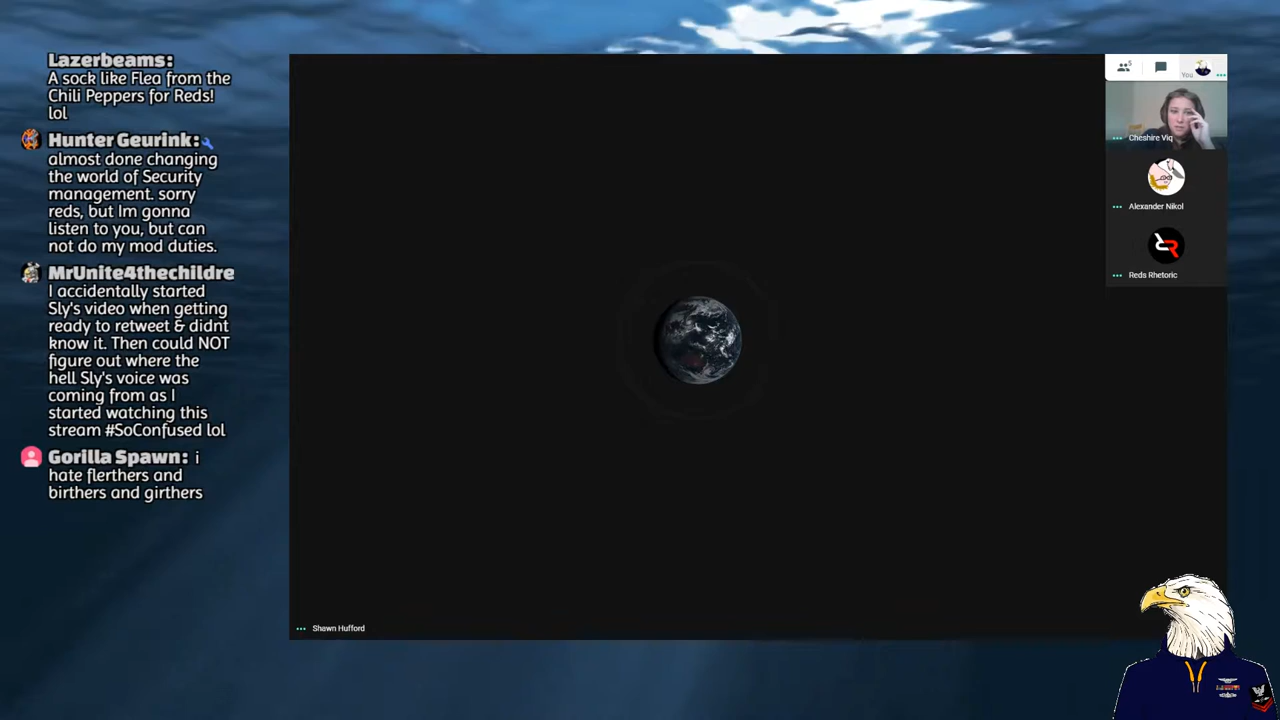 Lazerbeams:
A sock like Flea from the
Chili Peppers for Reds!
lol
Hunter Geurink:
almost done changing
the world of Security
management. sorry
reds, but Im gonna
listen to you, but can
not do my mod duties.
MrUnite4thechildre
I accidentally started
Sly's video when getting
ready to retweet & didnt
know it. Then could NOT
figure out where the
hell Sly's voice was
coming from as I
started watching this
stream #SoConfused lol
Gorilla Spawn: i
hate flerthers and
birthers and girthers
5
You
Cheshire Viq
Alexander Nikol
Reds Rhetoric
Shawn Hufford